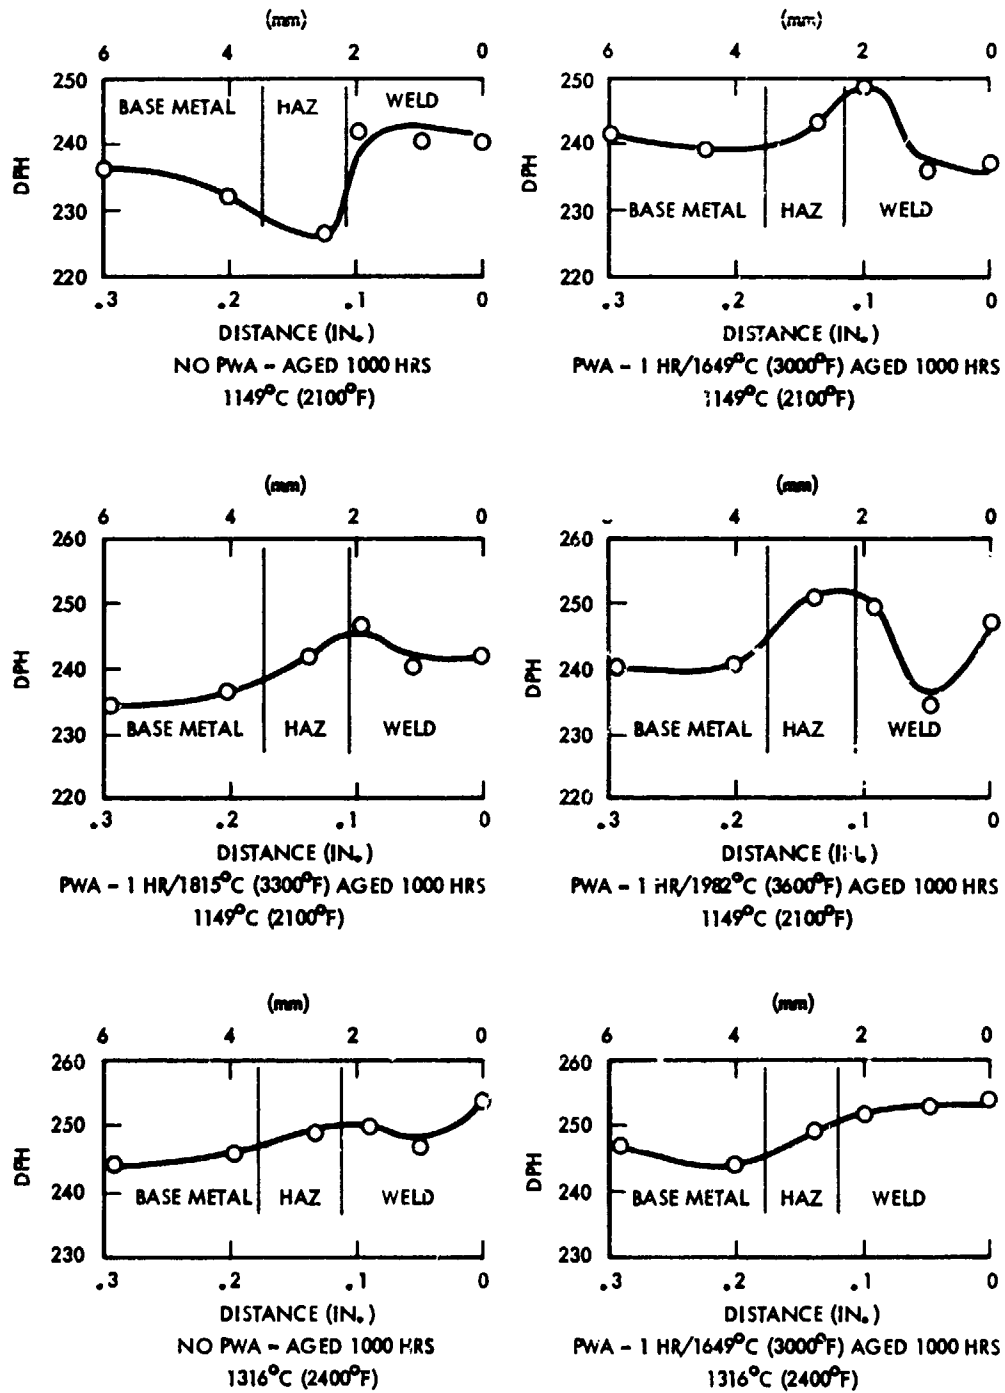 (mm)
6 4 2 0
250
240
230
220
DPH
BASE METAL HAZ WELD
.3 .2 .1 0
DISTANCE (IN.)
NO PWA - AGED 1000 HRS
1149°C (2100°F)
(mm)
6 4 2 0
250
240
230
220
DPH
BASE METAL HAZ WELD
.3 .2 .1 0
DISTANCE (IN.)
PWA - 1 HR/1649°C (3000°F) AGED 1000 HRS
1149°C (2100°F)
(mm)
6 4 2 0
260
250
240
230
220
DPH
BASE METAL HAZ WELD
.3 .2 .1 0
DISTANCE (IN.)
PWA - 1 HR/1815°C (3300°F) AGED 1000 HRS
1149°C (2100°F)
(mm)
4 2 0
260
250
240
230
220
DPH
BASE METAL HAZ WELD
.3 .2 .1 0
DISTANCE (IN.)
PWA - 1 HR/1982°C (3600°F) AGED 1000 HRS
1149°C (2100°F)
(mm)
6 4 2 0
260
250
240
230
DPH
BASE METAL HAZ WELD
.3 .2 .1 0
DISTANCE (IN.)
NO PWA - AGED 1000 HRS
1316°C (2400°F)
(mm)
6 4 2 0
260
250
240
230
DPH
BASE METAL HAZ WELD
.3 .2 .1 0
DISTANCE (IN.)
PWA - 1 HR/1649°C (3000°F) AGED 1000 HRS
1316°C (2400°F)